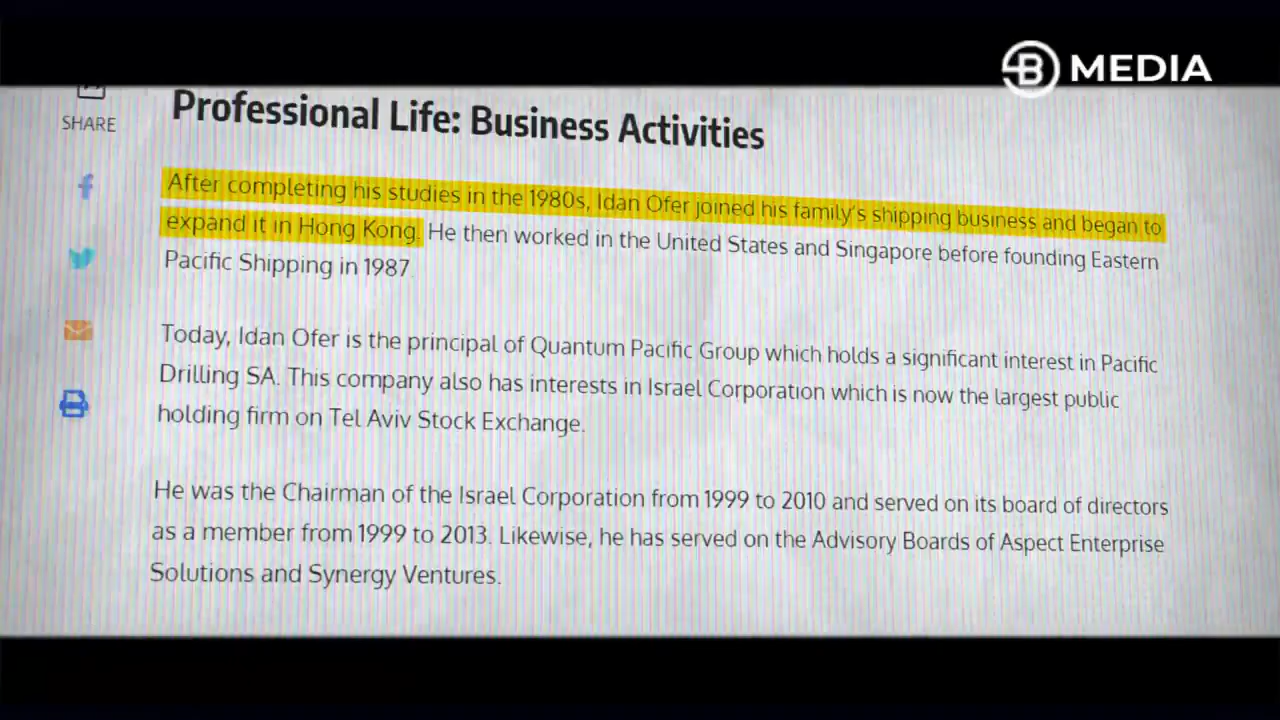 B MEDIA
SHARE
Professional Life: Business Activities
After completing his studies in the 1980s, Idan Ofer joined his family's shipping business and began to
expand it in Hong Kong. He then worked in the United States and Singapore before founding Eastern
Pacific Shipping in 1987.
Today, Idan Ofer is the principal of Quantum Pacific Group which holds a significant interest in Pacific
Drilling SA. This company also has interests in Israel Corporation which is now the largest public
holding firm on Tel Aviv Stock Exchange.
He was the Chairman of the Israel Corporation from 1999 to 2010 and served on its board of directors
as a member from 1999 to 2013. Likewise, he has served on the Advisory Boards of Aspect Enterprise
Solutions and Synergy Ventures.